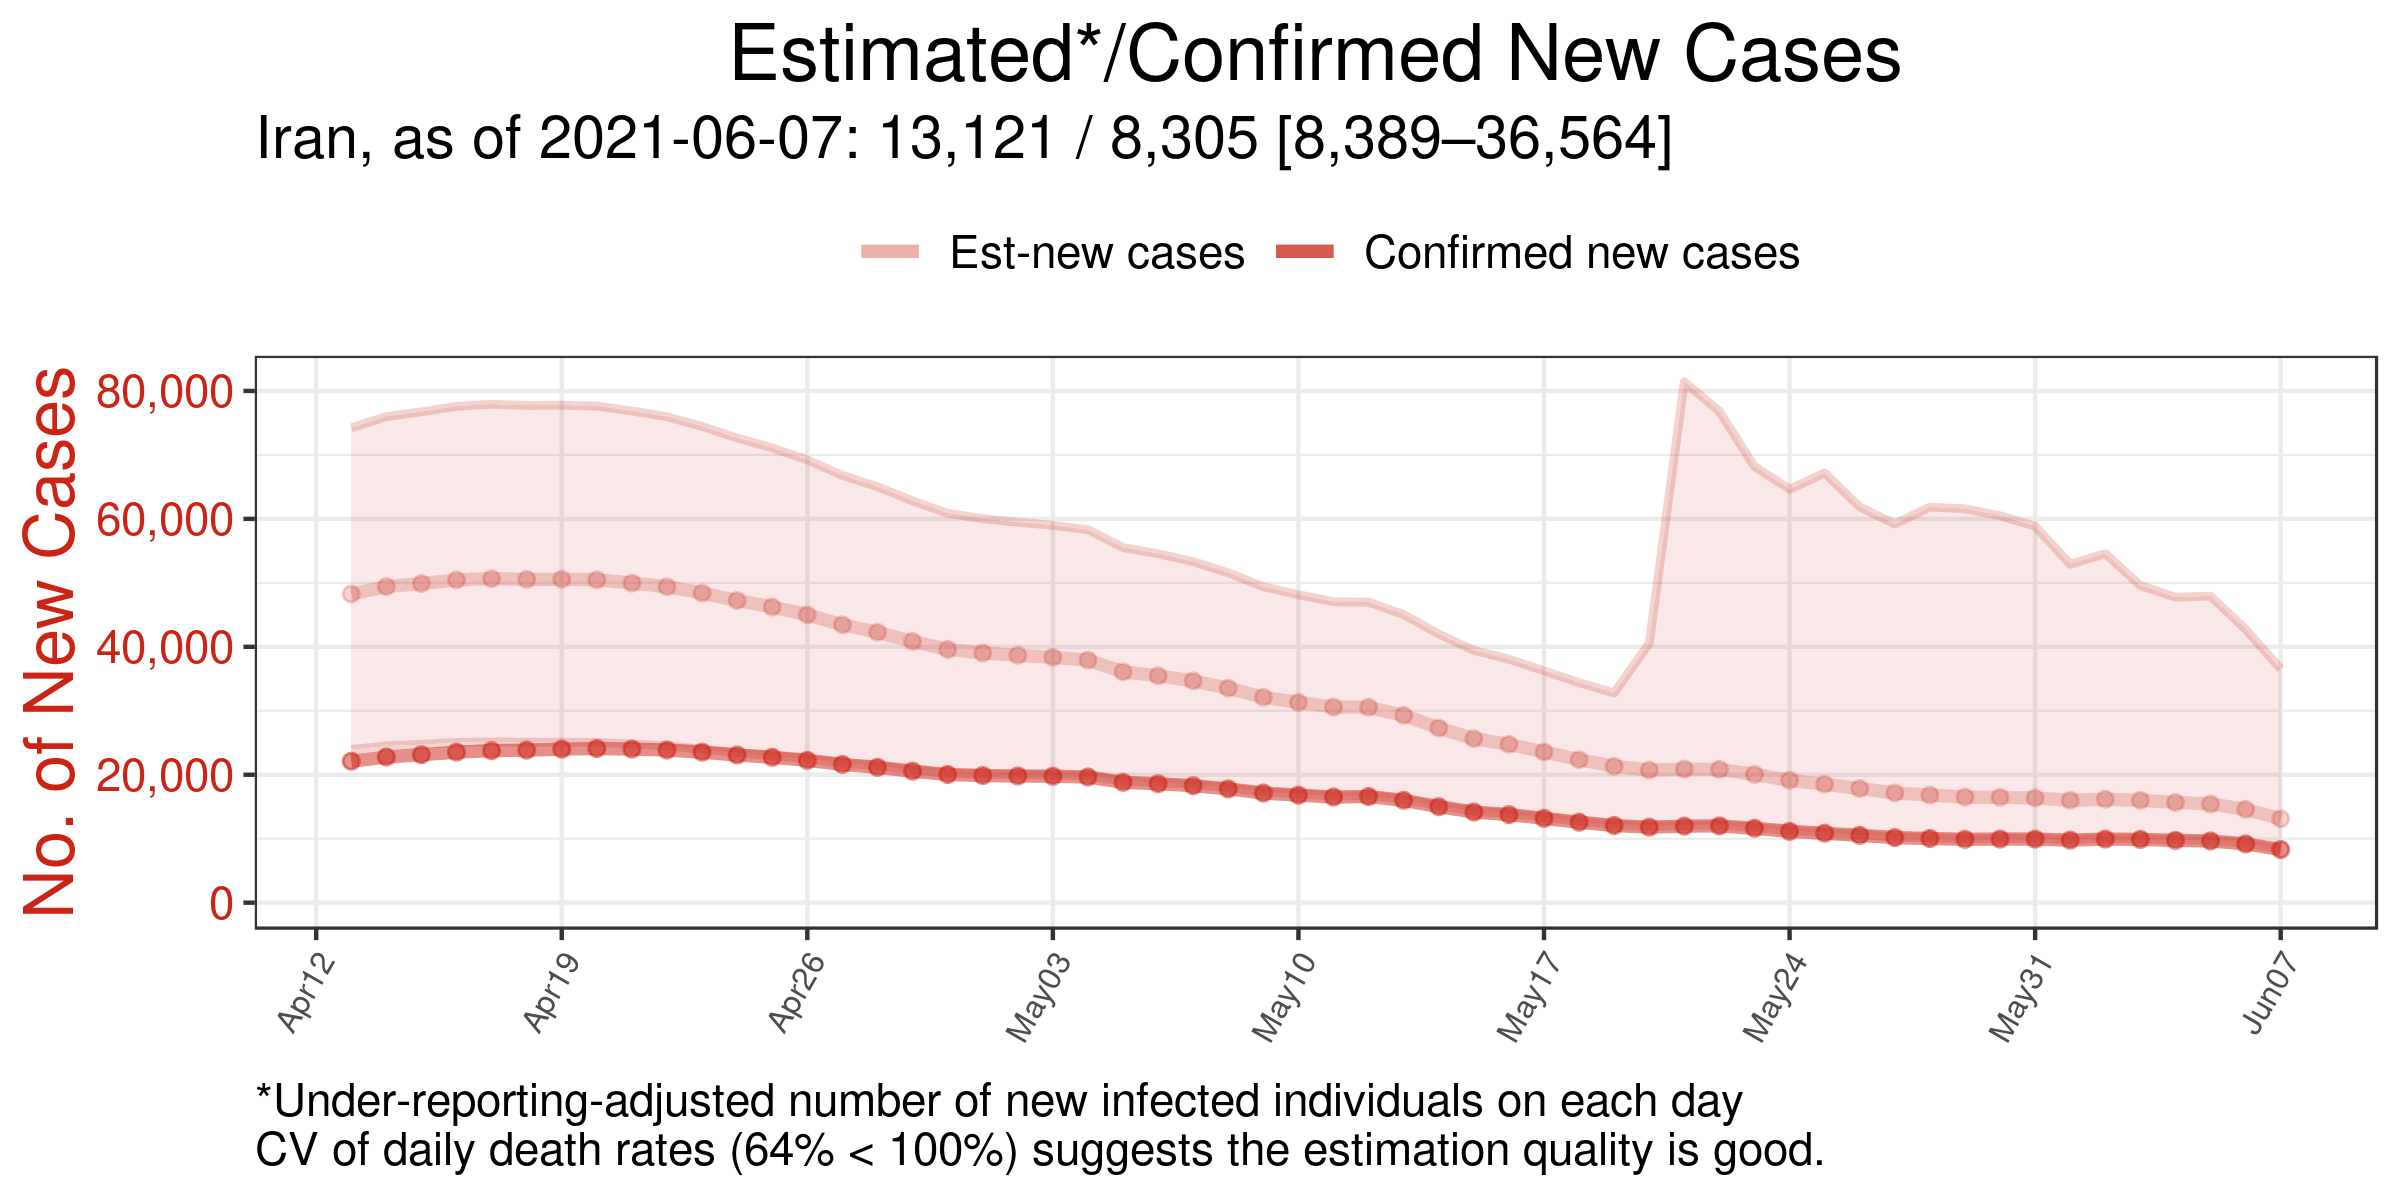 Estimated*/Confirmed New Cases
Iran, as of 2021-06-07: 13,121 / 8,305 [8,389–36,564]
Est-new cases
Confirmed new cases
No. of New Cases
80,000
60,000
40,000
20,000
0
Apr12
Apr19
Apr26
May03
May10
May17
May24
May31
Jun07
*Under-reporting-adjusted number of new infected individuals on each day
CV of daily death rates (64% < 100%) suggests the estimation quality is good.